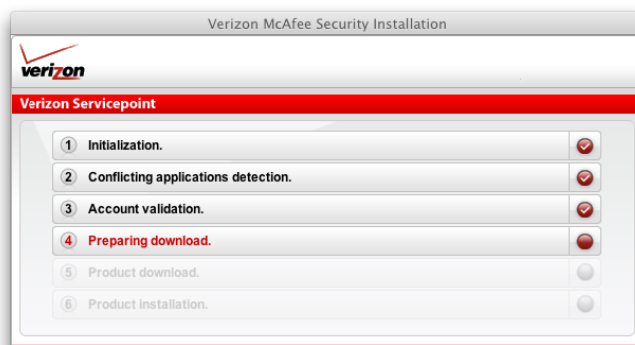 Verizon McAfee Security Installation
verizon
Verizon Servicepoint
1 Initialization.
2 Conflicting applications detection.
3 Account validation.
4 Preparing download.
5 Product download.
6 Product installation.